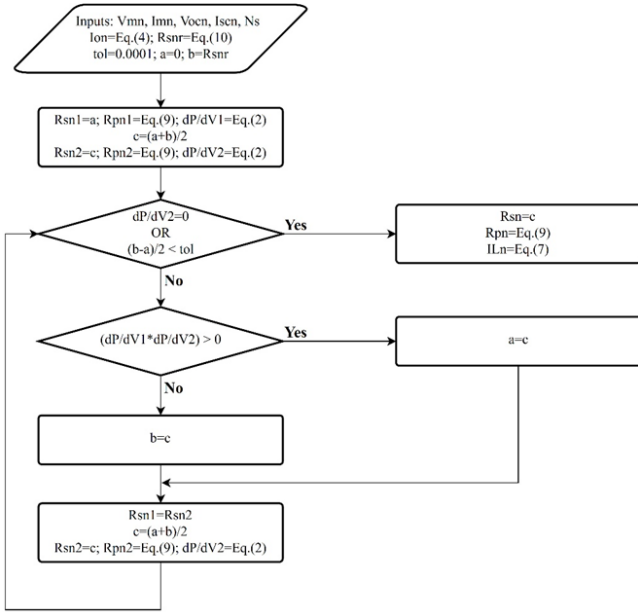 Inputs: Vmn, Imn, Vocn, Iscn, Ns
Ion=Eq.(4); Rsnr=Eq.(10)
tol=0.0001; a=0; b=Rsnr
Rsn1=a; Rpn1=Eq.(9); dP/dV1=Eq.(2)
c=(a+b)/2
Rsn2=c; Rpn2=Eq.(9); dP/dV2=Eq.(2)
dP/dV2=0
OR
(b-a)/2 < tol
Yes
Rsn=c
Rpn=Eq.(9)
ILn=Eq.(7)
No
(dP/dV1*dP/dV2) > 0
Yes
a=c
No
b=c
Rsn1=Rsn2
c=(a+b)/2
Rsn2=c; Rpn2=Eq.(9); dP/dV2=Eq.(2)